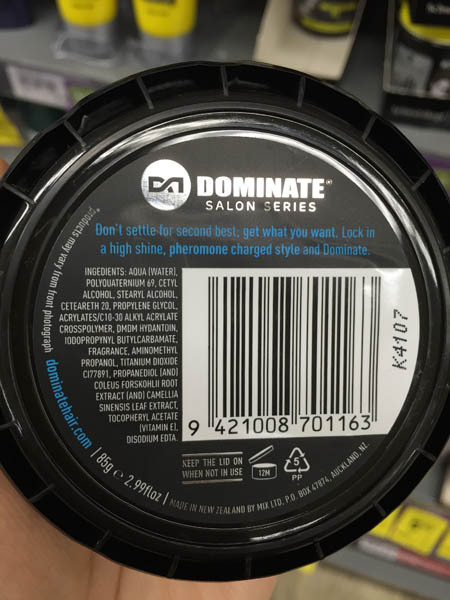 DOMINATE®
SALON SERIES
Don't settle for second best; get what you want. Lock in
a high shine, pheromone charged style and Dominate.
*products may vary from front photograph
INGREDIENTS: AQUA (WATER),
POLYQUATERNIUM 69, CETYL
ALCOHOL, STEARYL ALCOHOL,
CETEARETH 20, PROPYLENE GLYCOL,
ACRYLATES/C10-30 ALKYL ACRYLATE
CROSSPOLYMER, DMDM HYDANTOIN,
IODOPROPYNYL BUTYLCARBAMATE,
FRAGRANCE, AMINOMETHYL
PROPANOL, TITANIUM DIOXIDE
CI77891, PROPANEDIOL (AND)
COLEUS FORSKOHLII ROOT
EXTRACT (AND) CAMELLIA
SINENSIS LEAF EXTRACT,
TOCOPHERYL ACETATE
(VITAMIN E),
DISODIUM EDTA.
9 421008 701163
K4107
KEEP THE LID ON
WHEN NOT IN USE
12M
5
PP
dominatehair.com | 85g e 2.99floz | MADE IN NEW ZEALAND BY MIX LTD, P.O. BOX 47874, AUCKLAND, NZ.